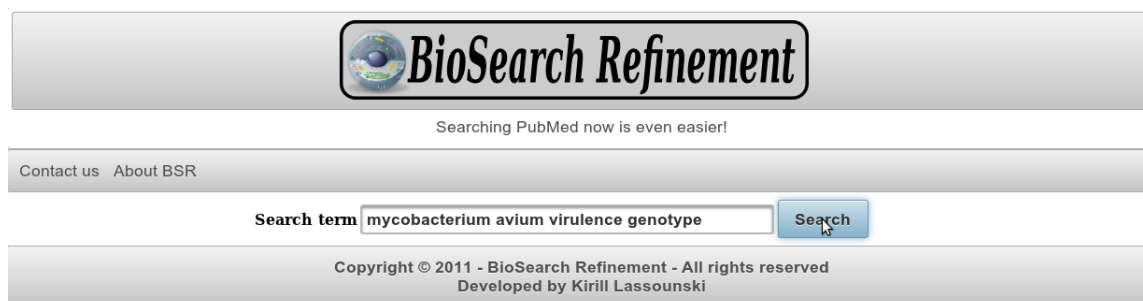 BioSearch Refinement
Searching PubMed now is even easier!
Contact us About BSR
Search term mycobacterium avium virulence genotype Search
Copyright © 2011 - BioSearch Refinement - All rights reserved
Developed by Kirill Lassounski